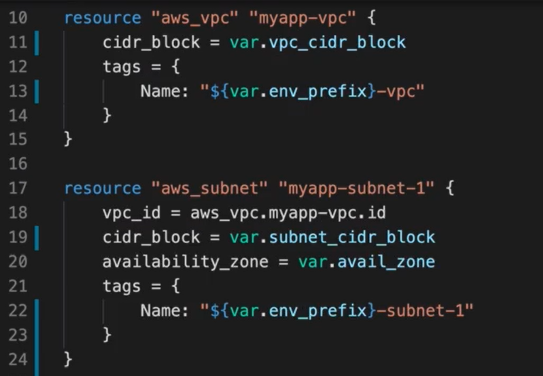 10 resource "aws_vpc" "myapp-vpc" {
11     cidr_block = var.vpc_cidr_block
12     tags = {
13         Name: "${var.env_prefix}-vpc"
14     }
15 }
16
17 resource "aws_subnet" "myapp-subnet-1" {
18     vpc_id = aws_vpc.myapp-vpc.id
19     cidr_block = var.subnet_cidr_block
20     availability_zone = var.avail_zone
21     tags = {
22         Name: "${var.env_prefix}-subnet-1"
23     }
24 }